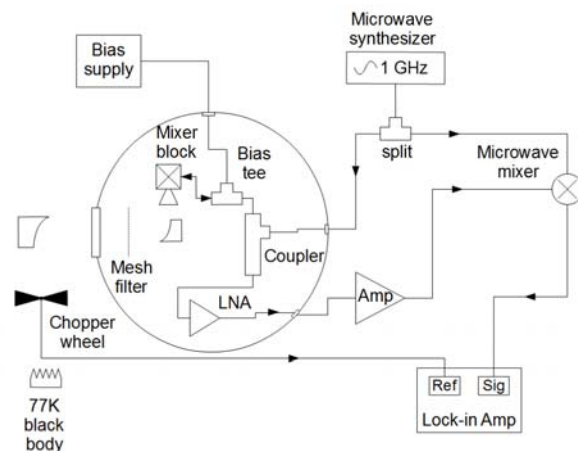 Microwave
synthesizer
1 GHz
Bias
supply
split
Microwave
mixer
Mixer
block
Bias
tee
Coupler
Mesh
filter
LNA
Amp
Chopper
wheel
77K
black
body
Ref
Sig
Lock-in Amp